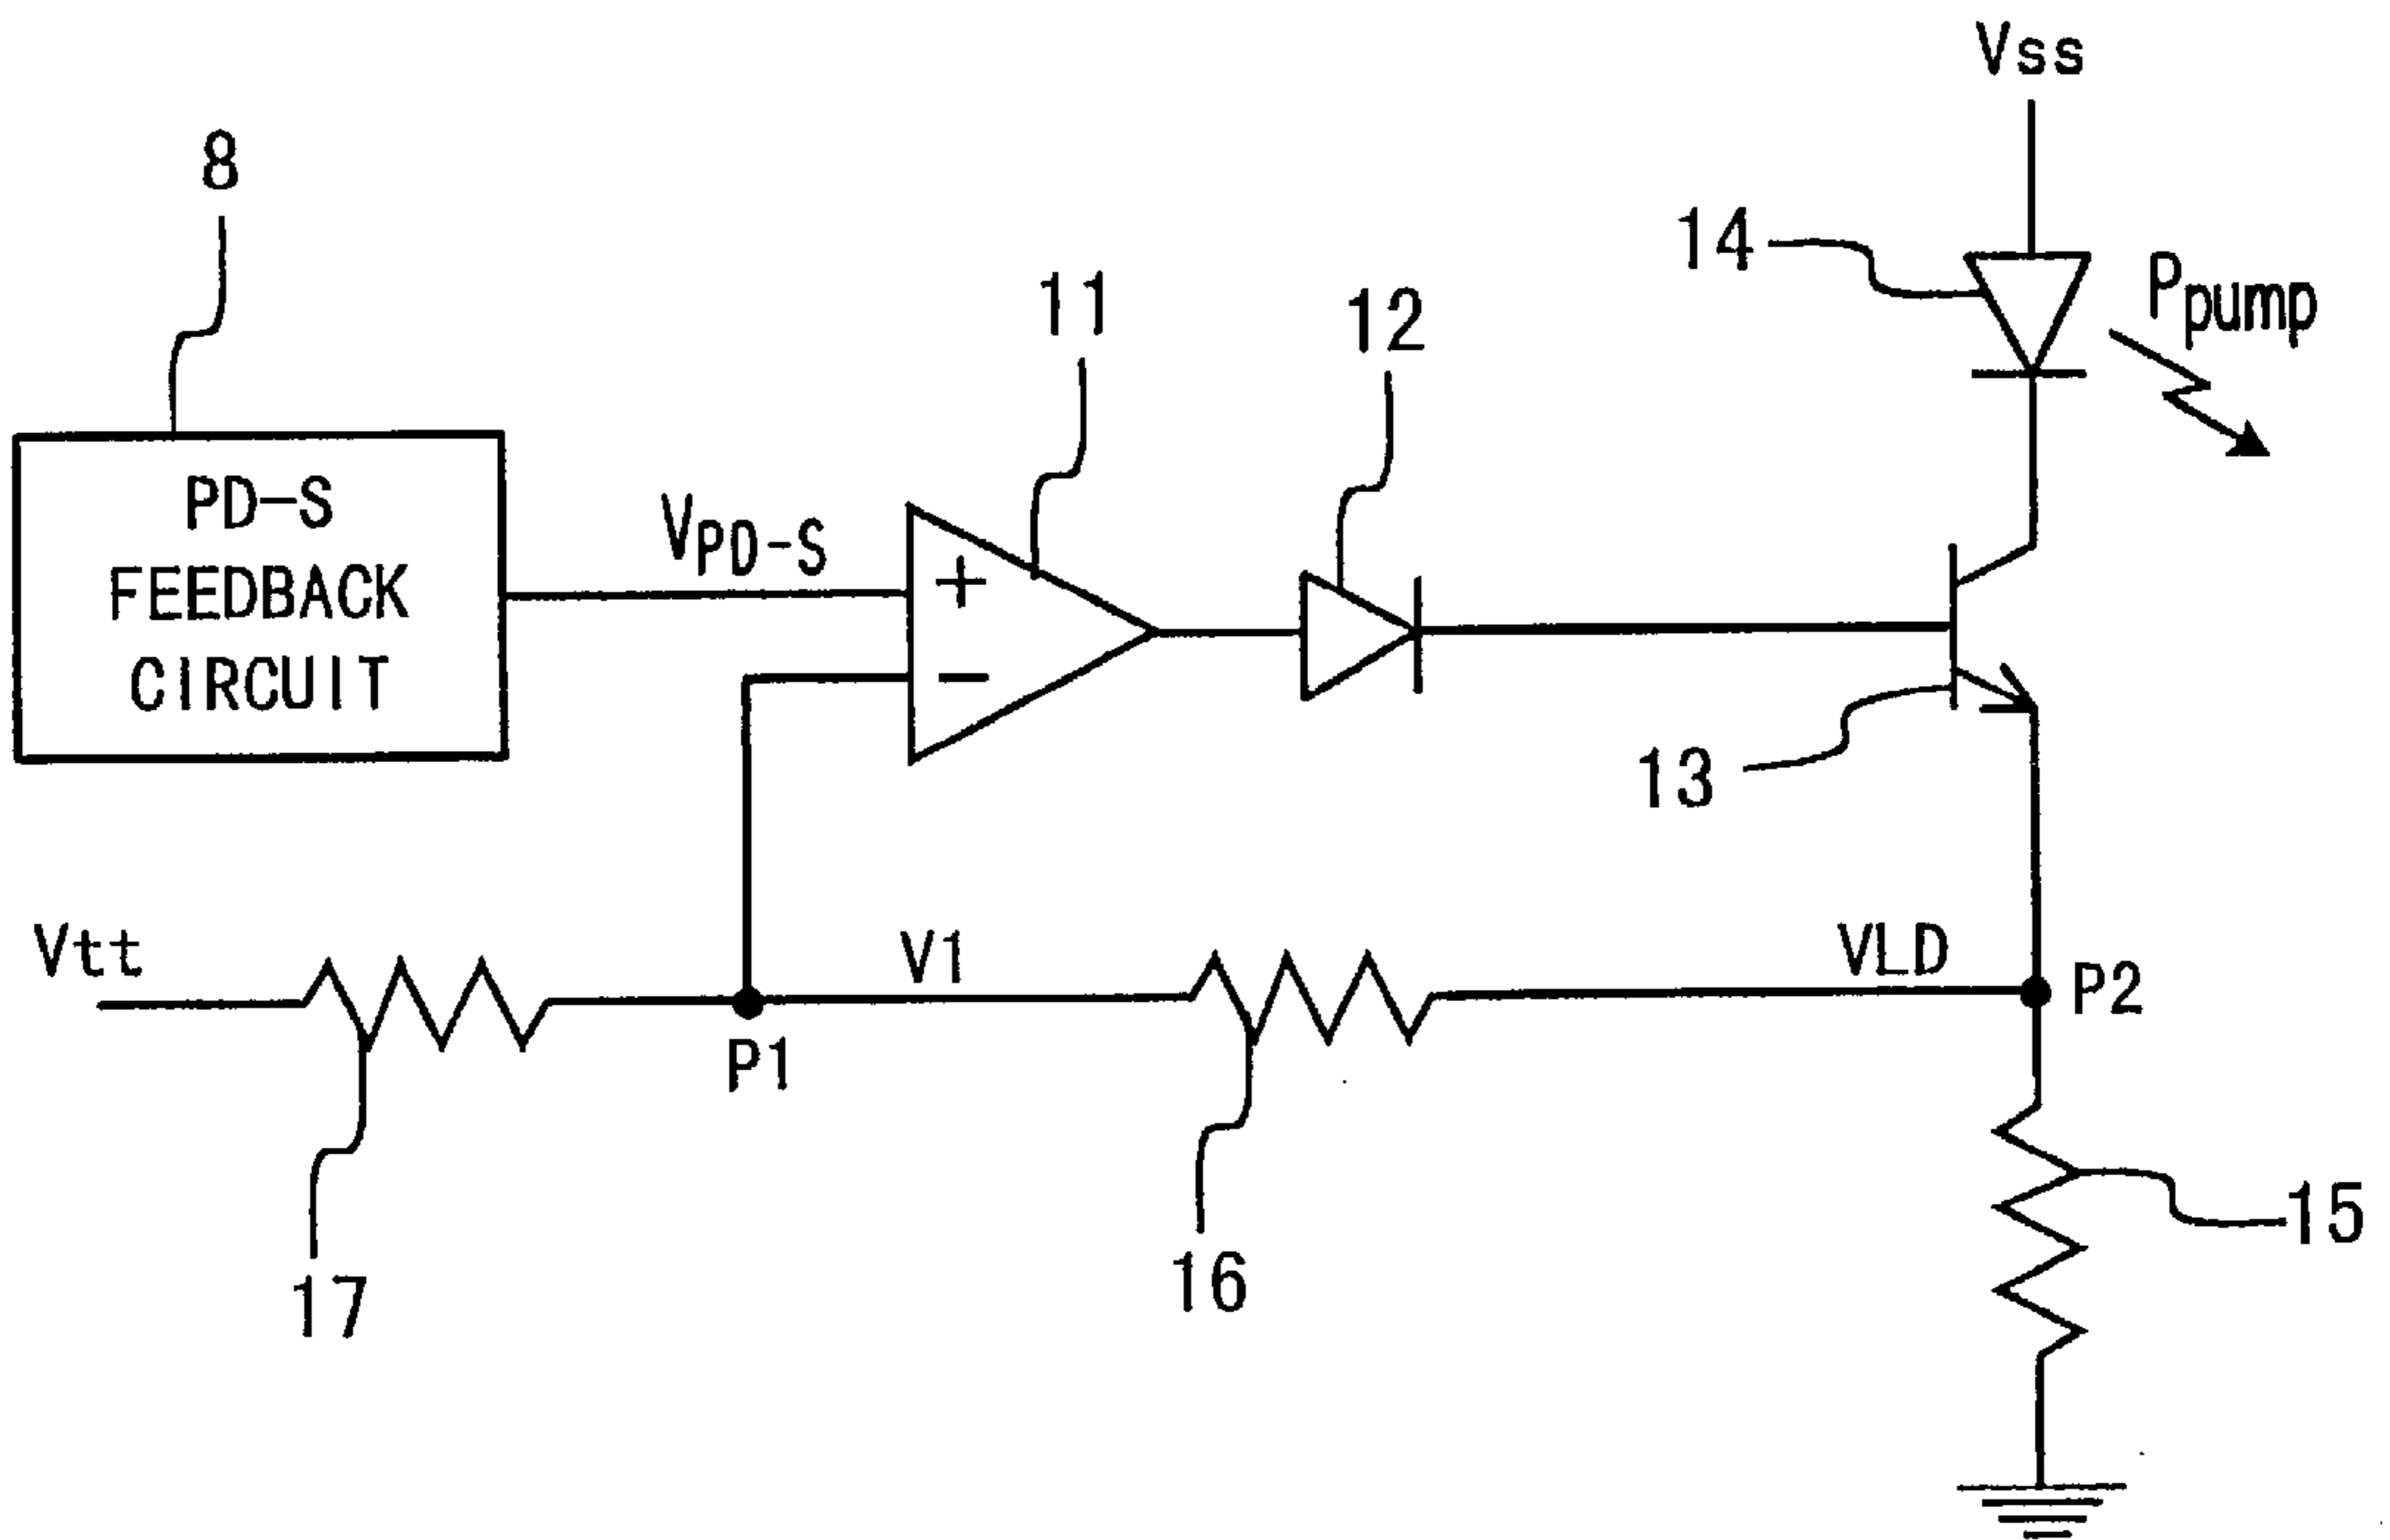 Vss
8
14
Ppump
11
12
PD-S
FEEDBACK
CIRCUIT
VPD-S
+
−
13
Vtt
V1
VLD
P2
P1
15
16
17